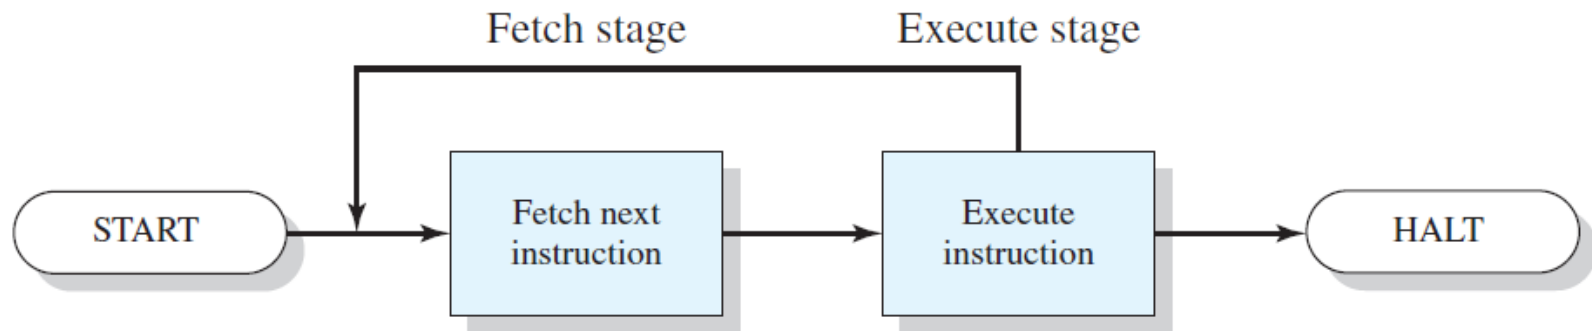 Fetch stage
Execute stage
START
Fetch next
instruction
Execute
instruction
HALT